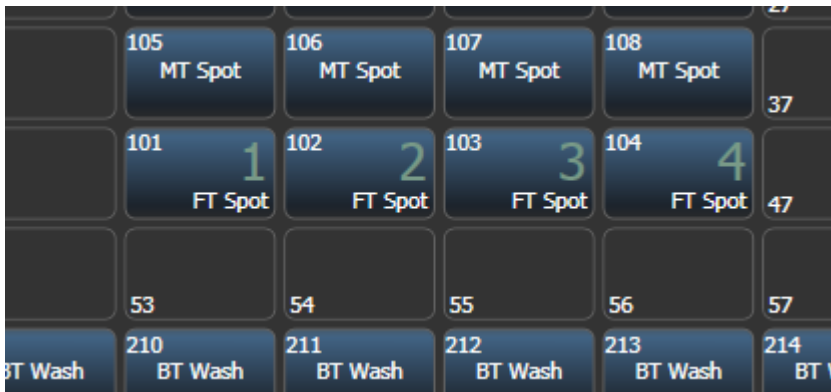 27
105 106 107 108
MT Spot MT Spot MT Spot MT Spot
37
101 1 102 2 103 3 104 4
FT Spot FT Spot FT Spot FT Spot 47
53 54 55 56 57
210 211 212 213 214
BT Wash BT Wash BT Wash BT Wash BT Wash BT